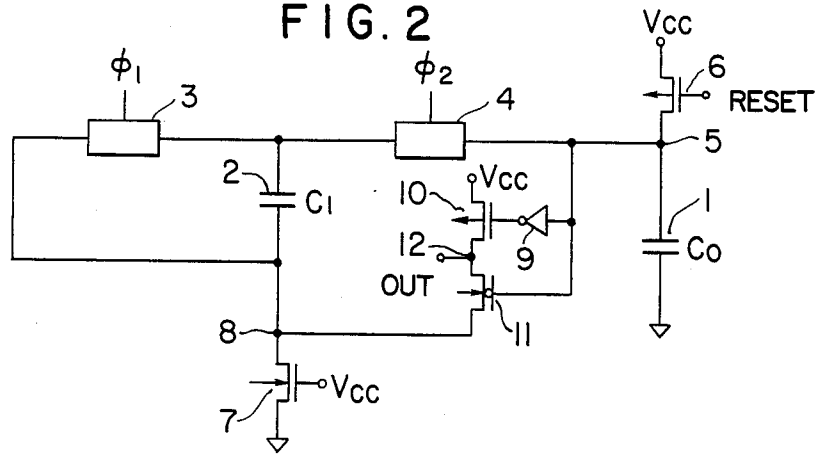 FIG. 2
Vcc
6
RESET
5
1
C₀
ϕ₁
3
ϕ₂
4
2
C₁
Vcc
10
9
12
OUT
11
8
7
Vcc